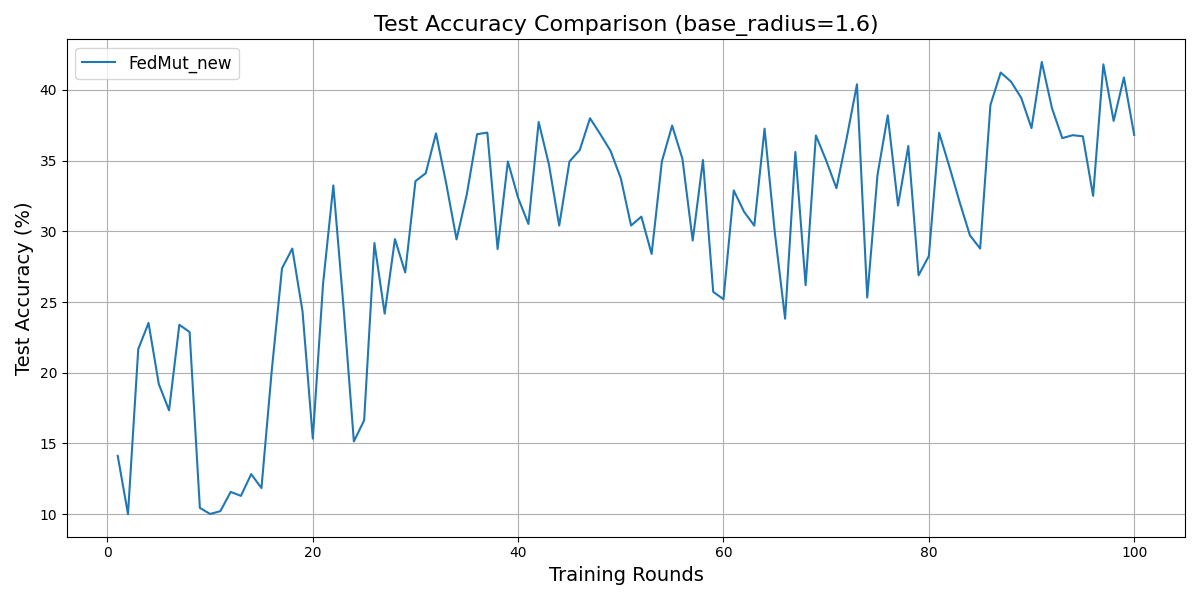 Test Accuracy Comparison (base_radius=1.6)
FedMut_new
Test Accuracy (%)
40
35
30
25
20
15
10
0 20 40 60 80 100
Training Rounds